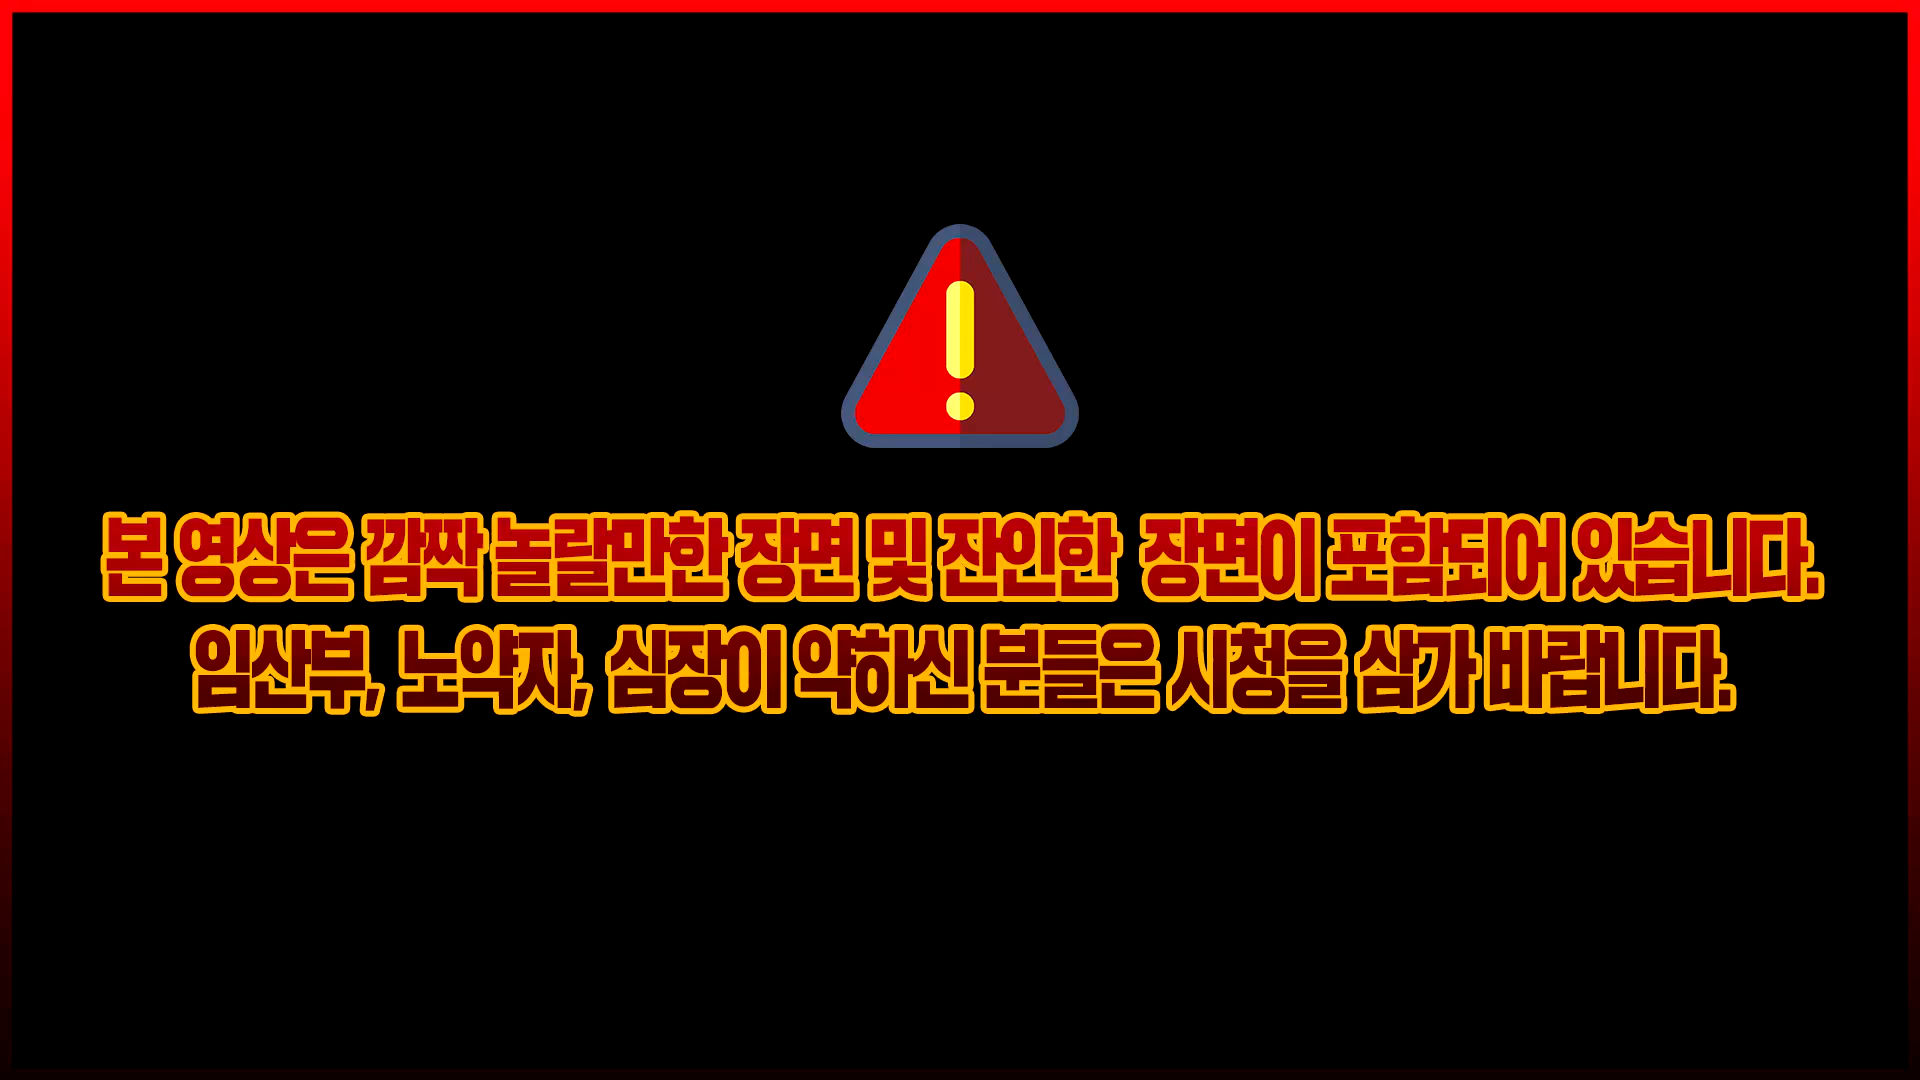 본 영상은 깜짝 놀랄만한 장면 및 잔인한 장면이 포함되어 있습니다.
임산부, 노약자, 심장이 약하신 분들은 시청을 삼가 바랍니다.